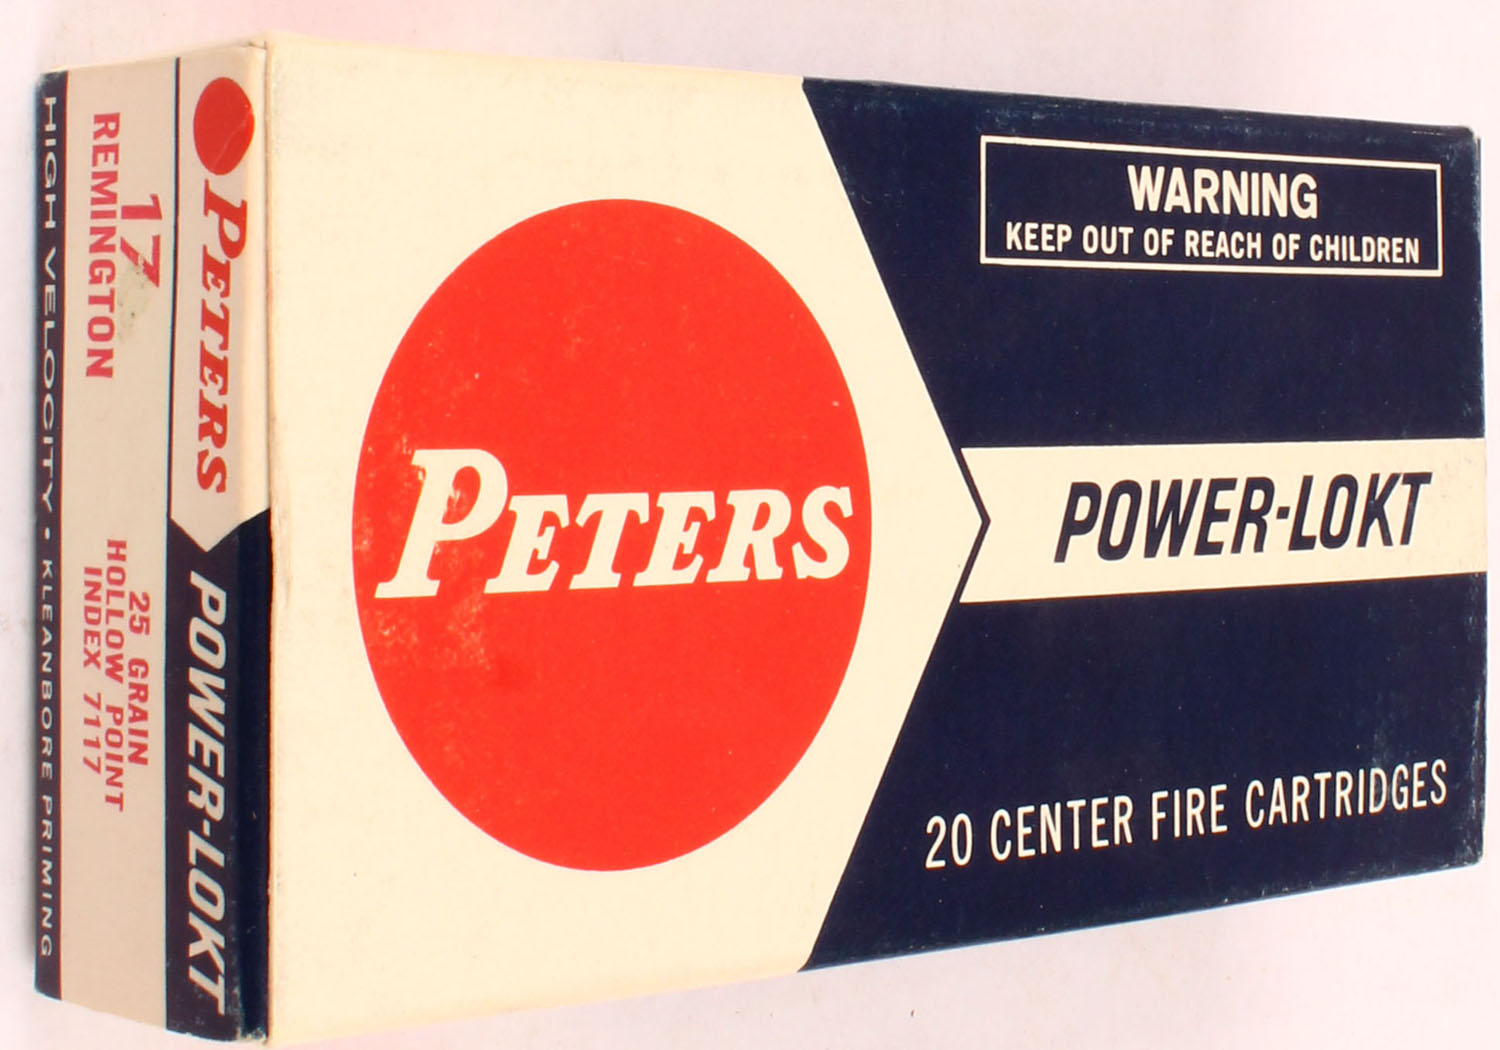 WARNING
KEEP OUT OF REACH OF CHILDREN
PETERS
POWER-LOKT
20 CENTER FIRE CARTRIDGES
PETERS
POWER-LOKT
17
REMINGTON
25 GRAIN
HOLLOW POINT
INDEX 7117
HIGH VELOCITY • KLEANBORE PRIMING